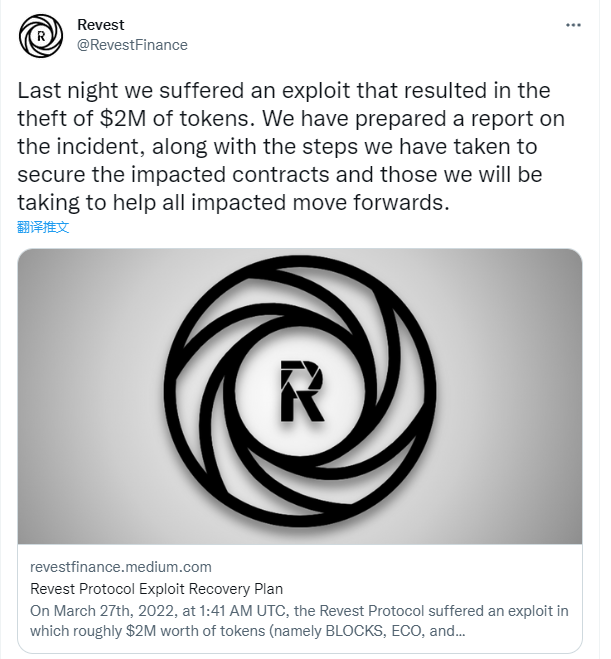 Revest
@RevestFinance
Last night we suffered an exploit that resulted in the
theft of $2M of tokens. We have prepared a report on
the incident, along with the steps we have taken to
secure the impacted contracts and those we will be
taking to help all impacted move forwards.
翻译推文
R
revestfinance.medium.com
Revest Protocol Exploit Recovery Plan
On March 27th, 2022, at 1:41 AM UTC, the Revest Protocol suffered an exploit in
which roughly $2M worth of tokens (namely BLOCKS, ECO, and...